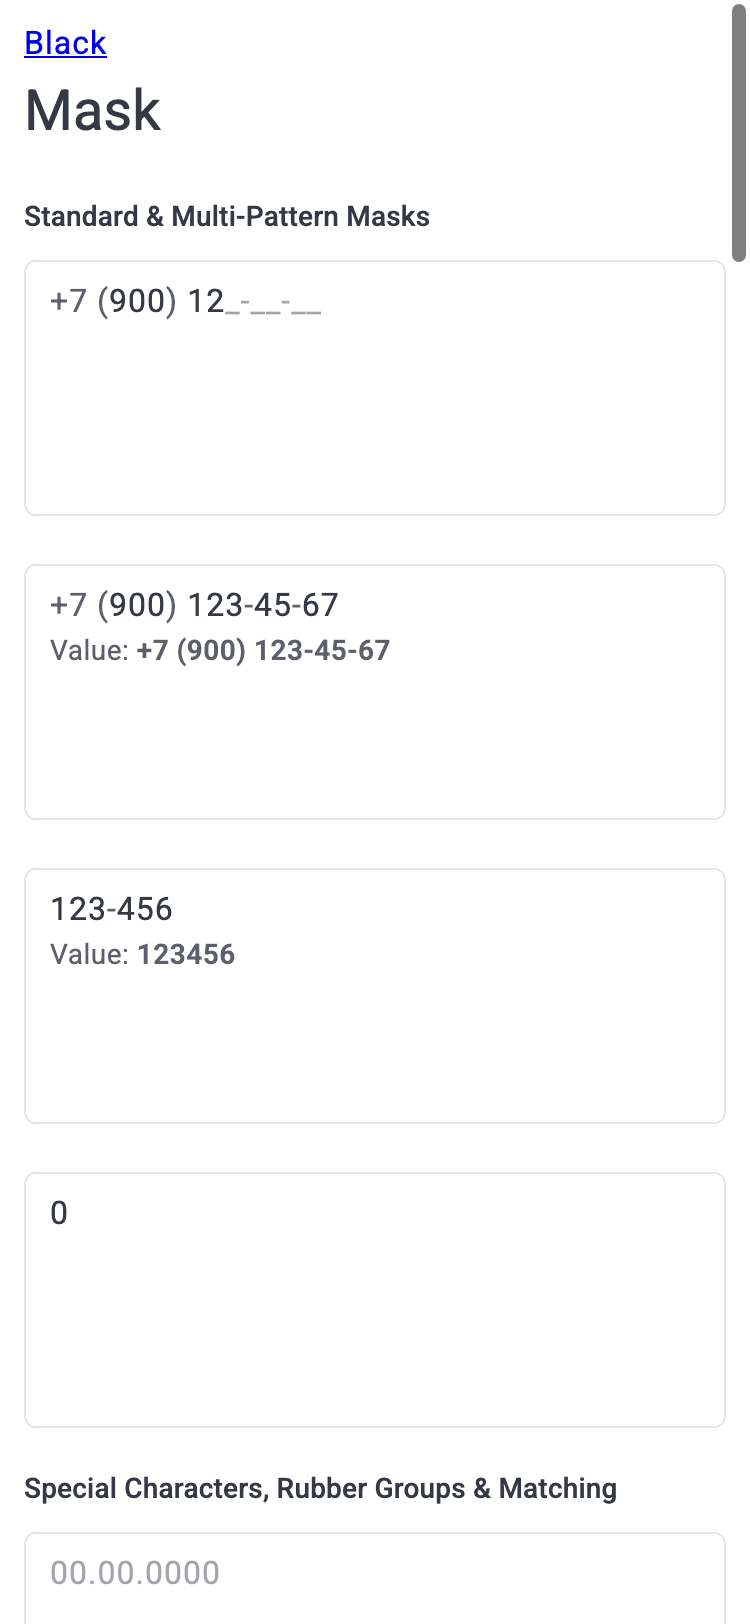 Black
Mask
Standard & Multi-Pattern Masks
+7 (900) 12_-__-__
+7 (900) 123-45-67
Value: +7 (900) 123-45-67
123-456
Value: 123456
0
Special Characters, Rubber Groups & Matching
00.00.0000